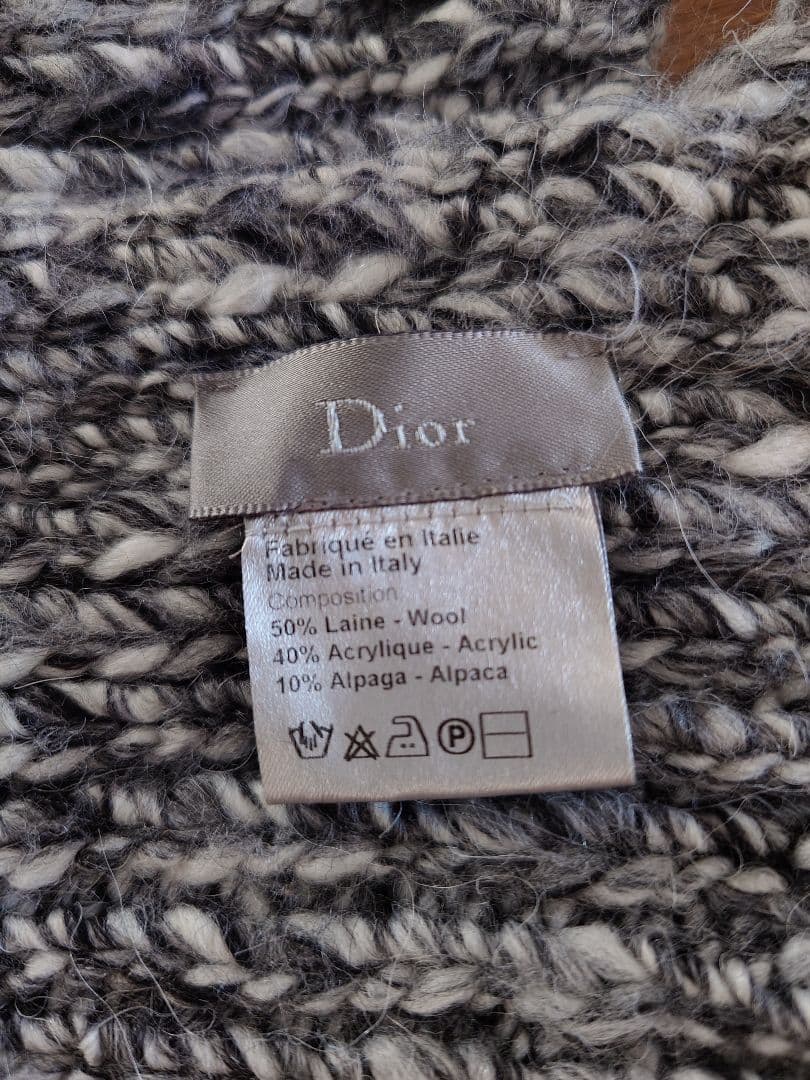 Dior
Fabriqué en Italie
Made in Italy
Composition:
50% Laine - Wool
40% Acrylique - Acrylic
10% Alpaga - Alpaca
P